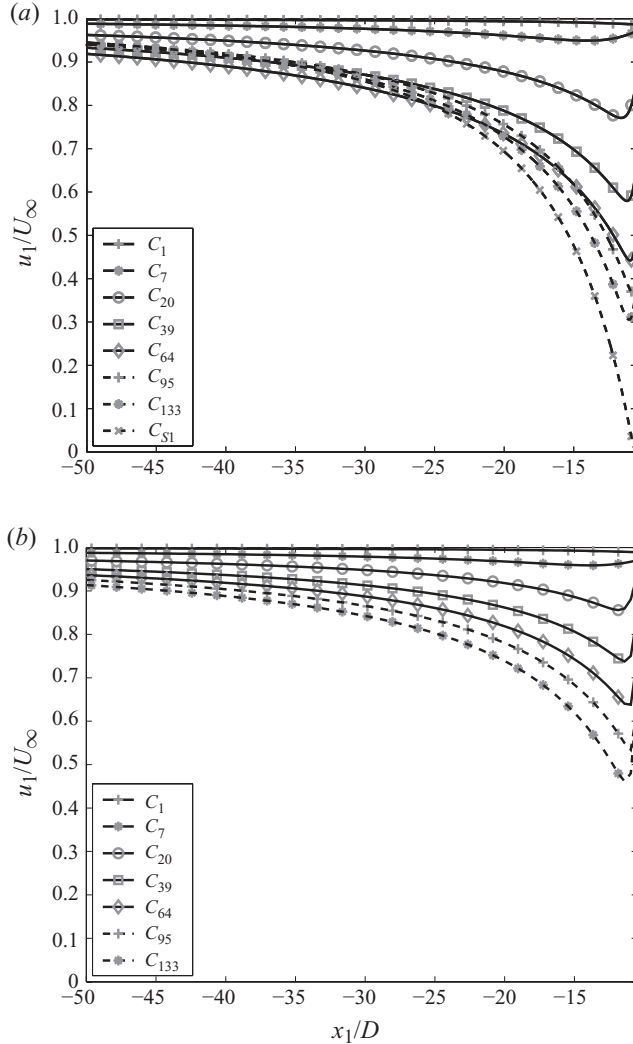 (a)
1.0
0.9
0.8
0.7
0.6
0.5
0.4
0.3
0.2
0.1
0
u₁/U∞
C₁
C₇
C₂₀
C₃₉
C₆₄
C₉₅
C₁₃₃
C_S1
−50 −45 −40 −35 −30 −25 −20 −15
(b)
1.0
0.9
0.8
0.7
0.6
0.5
0.4
0.3
0.2
0.1
0
u₁/U∞
C₁
C₇
C₂₀
C₃₉
C₆₄
C₉₅
C₁₃₃
−50 −45 −40 −35 −30 −25 −20 −15
x₁/D